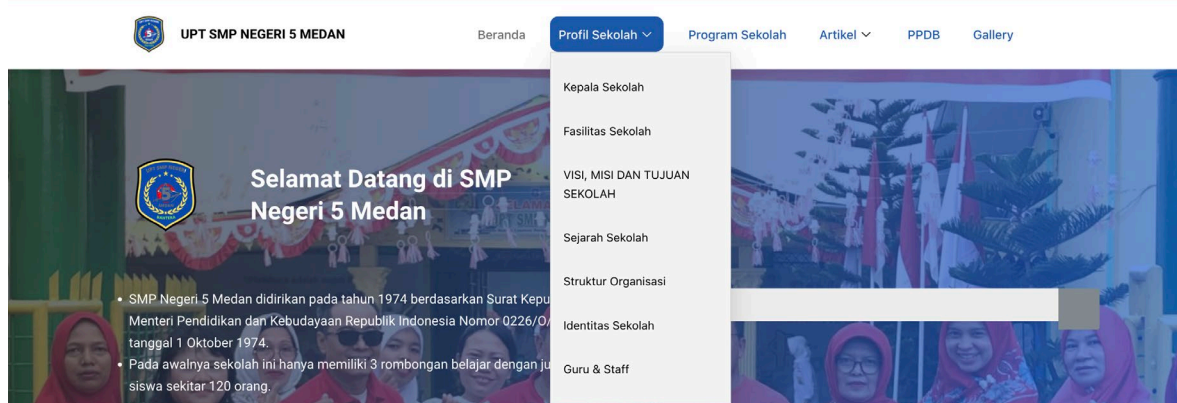 UPT SMP NEGERI 5 MEDAN
Beranda
Profil Sekolah
Program Sekolah
Artikel
PPDB
Gallery
Kepala Sekolah
Fasilitas Sekolah
VISI, MISI DAN TUJUAN
SEKOLAH
Sejarah Sekolah
Struktur Organisasi
Identitas Sekolah
Guru & Staff
Selamat Datang di SMP
Negeri 5 Medan
• SMP Negeri 5 Medan didirikan pada tahun 1974 berdasarkan Surat Kepu
Menteri Pendidikan dan Kebudayaan Republik Indonesia Nomor 0226/O/
tanggal 1 Oktober 1974.
• Pada awalnya sekolah ini hanya memiliki 3 rombongan belajar dengan ju
siswa sekitar 120 orang.